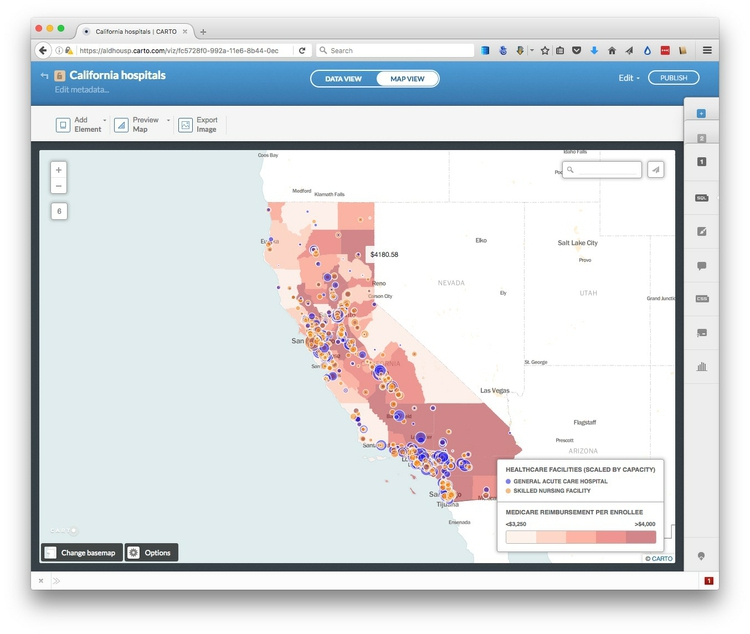 California hospitals | CARTO
https://aldhousp.carto.com/viz/fc5728f0-992a-11e6-8b44-0ec
Search
California hospitals
Edit metadata...
DATA VIEW
MAP VIEW
Edit
PUBLISH
Add
Element
Preview
Map
Export
Image
1
SQL
CSS
+
−
6
Coos Bay
Idaho Falls
Medford
Klamath Falls
Elko
Salt Lake City
Provo
$4180.58
Reno
Carson City
NEVADA
Ely
UTAH
Grand Junct
St. George
Las Vegas
Flagstaff
Prescott
ARIZONA
Tijuana
Ensenada
HEALTHCARE FACILITIES (SCALED BY CAPACITY)
GENERAL ACUTE CARE HOSPITAL
SKILLED NURSING FACILITY
MEDICARE REIMBURSEMENT PER ENROLLEE
<$3,250
>$4,000
Change basemap
Options
© CARTO
1